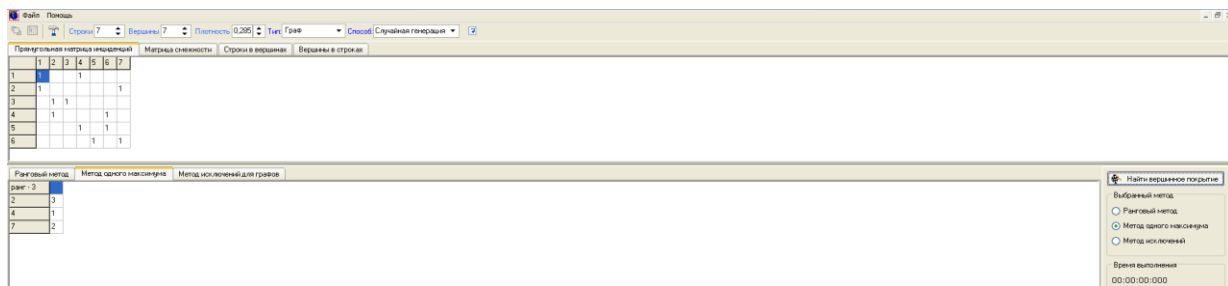 Файл Помощь
Строки 7 Вершины 7 Плотность 0,285 Тип: Граф Способ: Случайная генерация
Прямоугольная матрица инциденций Матрица смежности Строки в вершинах Вершины в строках
1 2 3 4 5 6 7
1 1 1
2 1 1
3 1 1
4 1 1
5 1 1
6 1 1
Ранговый метод Метод одного максимума Метод исключений для графов
ранг - 3
2 3
4 1
7 2
Найти вершинное покрытие
Выбранный метод
Ранговый метод
Метод одного максимума
Метод исключений
Время выполнения
00:00:00:000